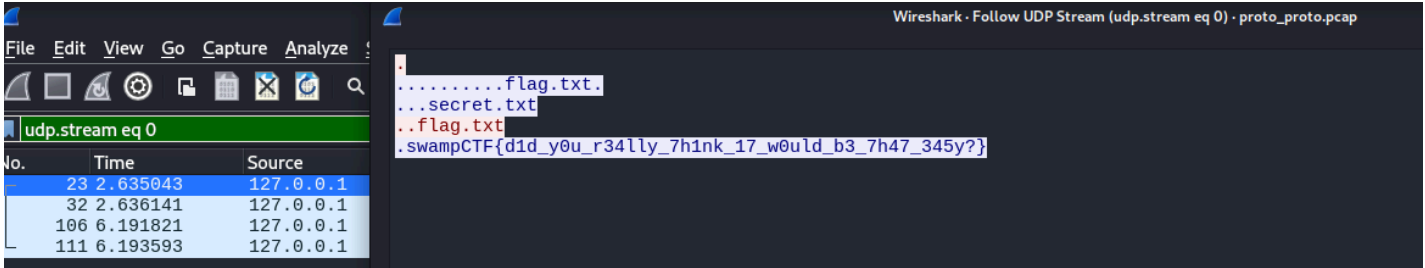 Wireshark · Follow UDP Stream (udp.stream eq 0) · proto_proto.pcap
File Edit View Go Capture Analyze
udp.stream eq 0
No. Time Source
23 2.635043 127.0.0.1
32 2.636141 127.0.0.1
106 6.191821 127.0.0.1
111 6.193593 127.0.0.1
.
..........flag.txt.
...secret.txt
..flag.txt
.swampCTF{d1d_y0u_r34lly_7h1nk_17_w0uld_b3_7h47_345y?}